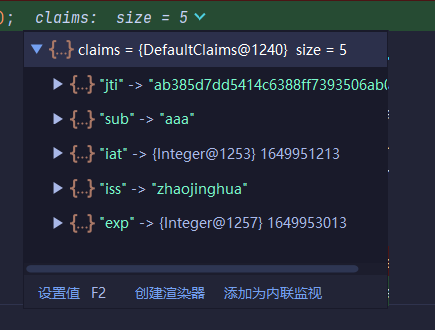 ); claims: size = 5
claims = {DefaultClaims@1240} size = 5
"jti" -> "ab385d7dd5414c6388ff7393506ab
"sub" -> "aaa"
"iat" -> {Integer@1253} 1649951213
"iss" -> "zhaojinghua"
"exp" -> {Integer@1257} 1649953013
设置值 F2 创建渲染器 添加为内联监视